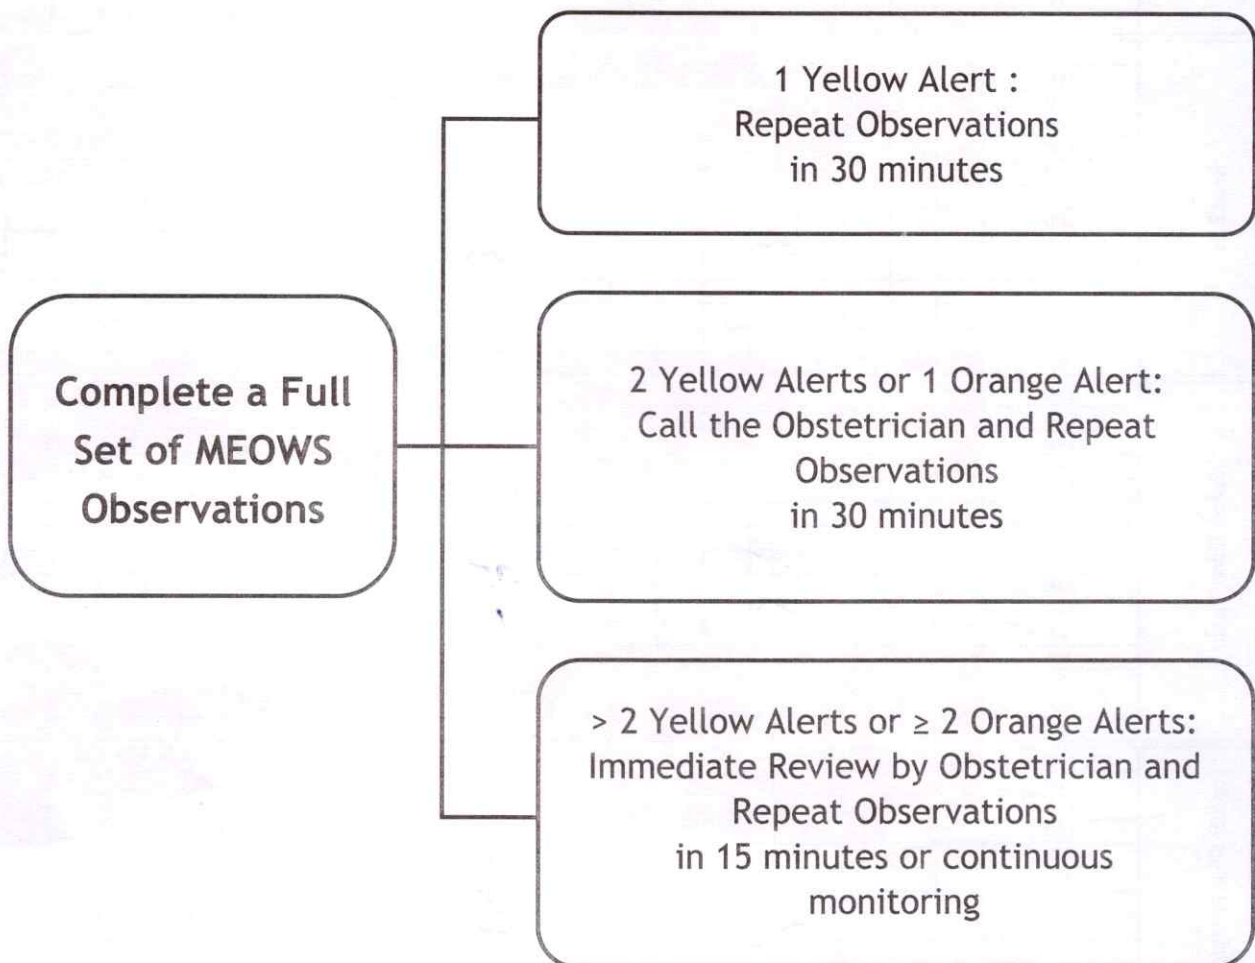 1 Yellow Alert :
Repeat Observations
in 30 minutes
Complete a Full
Set of MEOWS
Observations
2 Yellow Alerts or 1 Orange Alert:
Call the Obstetrician and Repeat
Observations
in 30 minutes
> 2 Yellow Alerts or ≥ 2 Orange Alerts:
Immediate Review by Obstetrician and
Repeat Observations
in 15 minutes or continuous
monitoring